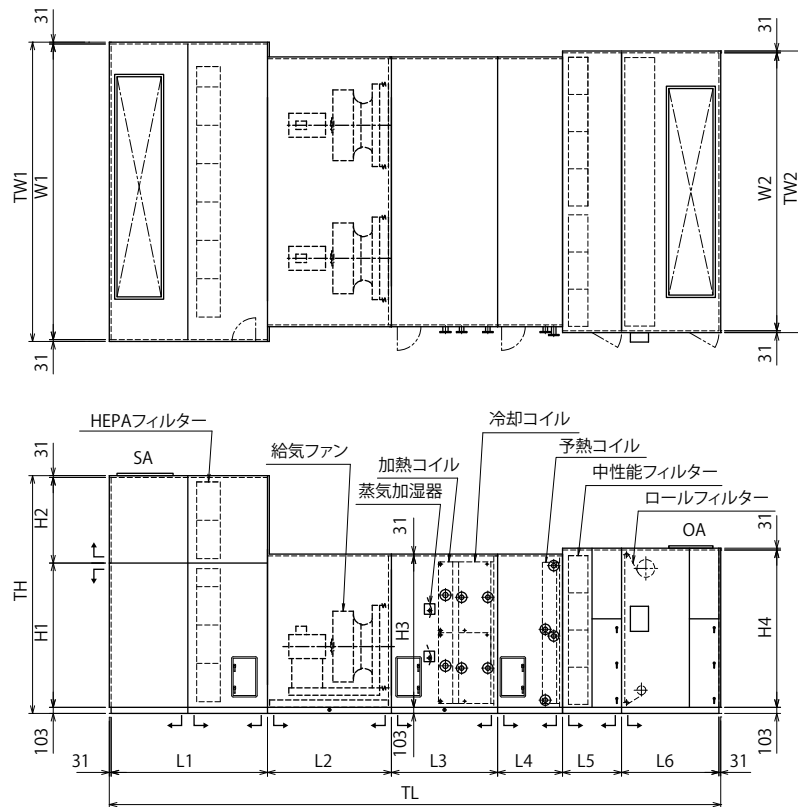 31
31
TW1
W1
W2
TW2
31
31
HEPAフィルター
SA
給気ファン
冷却コイル
加熱コイル
蒸気加湿器
予熱コイル
中性能フィルター
ロールフィルター
OA
31
31
31
H2
TH
H1
H3
H4
103
103
103
31
L1
L2
L3
L4
L5
L6
31
TL